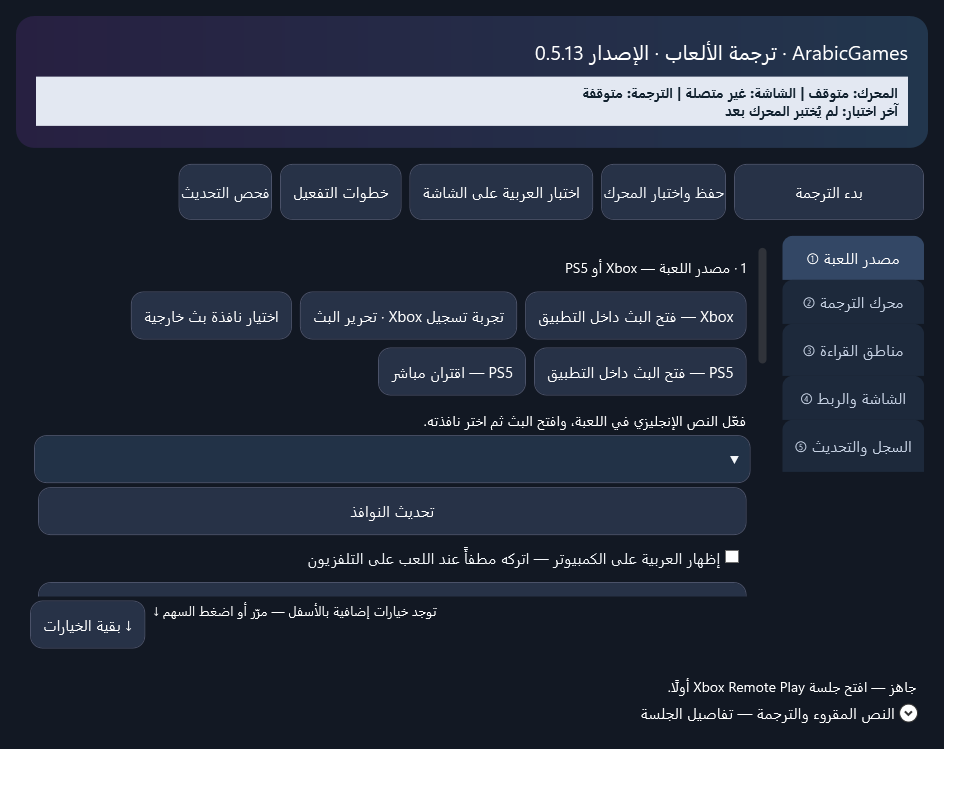 ArabicGames · ترجمة الألعاب · الإصدار 0.5.13
المحرك: متوقف | الشاشة: غير متصلة | الترجمة: متوقفة
آخر اختبار: لم يُختبر المحرك بعد
بدء الترجمة
حفظ واختبار المحرك
اختبار العربية على الشاشة
خطوات التفعيل
فحص التحديث
مصدر اللعبة ①
محرك الترجمة ②
مناطق القراءة ③
الشاشة والربط ④
السجل والتحديث ⑤
1 · مصدر اللعبة — Xbox أو PS5
Xbox — فتح البث داخل التطبيق
تجربة تسجيل Xbox · تحرير البث
اختيار نافذة بث خارجية
PS5 — فتح البث داخل التطبيق
PS5 — اقتران مباشر
فعّل النص الإنجليزي في اللعبة، وافتح البث ثم اختر نافذته.
▼
تحديث النوافذ
إظهار العربية على الكمبيوتر — اتركه مطفأً عند اللعب على التلفزيون
توجد خيارات إضافية بالأسفل — مرّر أو اضغط السهم ↓
↓ بقية الخيارات
جاهز — افتح جلسة Xbox Remote Play أولًا.
النص المقروء والترجمة — تفاصيل الجلسة